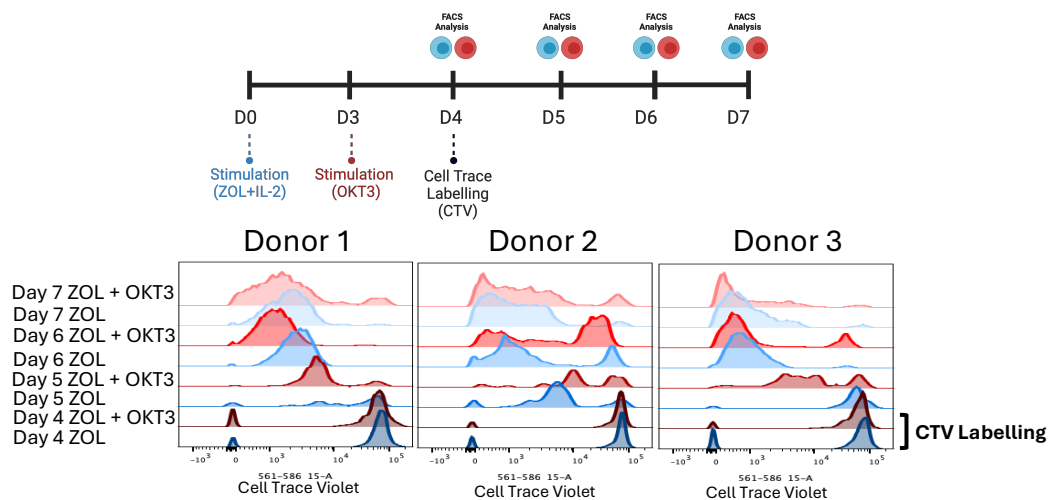 FACS
Analysis
FACS
Analysis
FACS
Analysis
FACS
Analysis
D0
D3
D4
D5
D6
D7
Stimulation
(ZOL+IL-2)
Stimulation
(OKT3)
Cell Trace
Labelling
(CTV)
Donor 1
Donor 2
Donor 3
Day 7 ZOL + OKT3
Day 7 ZOL
Day 6 ZOL + OKT3
Day 6 ZOL
Day 5 ZOL + OKT3
Day 5 ZOL
Day 4 ZOL + OKT3
Day 4 ZOL
CTV Labelling
-10³ 0 10³ 10⁴ 10⁵
561-586 15-A
Cell Trace Violet
-10³ 0 10³ 10⁴ 10⁵
561-586 15-A
Cell Trace Violet
-10³ 0 10³ 10⁴ 10⁵
561-586 15-A
Cell Trace Violet